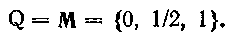 Q = M = {0, 1/2, 1}.